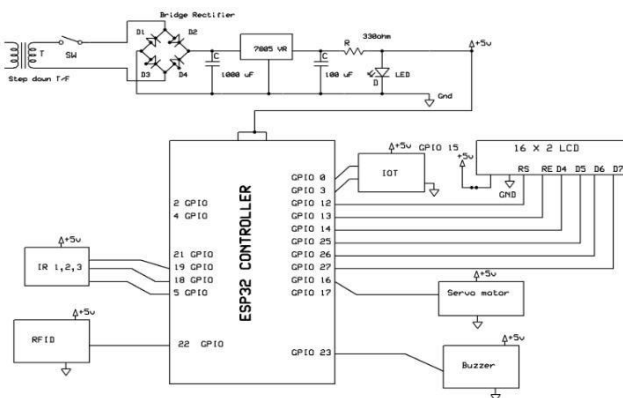 Bridge Rectifier
D1
D2
D3
D4
T
SW
Step down T/F
C
1000 uF
7805 VR
C
100 uF
R
330ohm
D
LED
+5v
Gnd
ESP32 CONTROLLER
2 GPIO
4 GPIO
21 GPIO
19 GPIO
18 GPIO
5 GPIO
22 GPIO
GPIO 0
GPIO 3
GPIO 12
GPIO 13
GPIO 14
GPIO 25
GPIO 26
GPIO 27
GPIO 16
GPIO 17
GPIO 23
+5v
IR 1,2,3
RFID
+5v
IOT
GPIO 15
+5v
GND
16 X 2 LCD
RS RE D4 D5 D6 D7
+5v
Servo motor
+5v
Buzzer